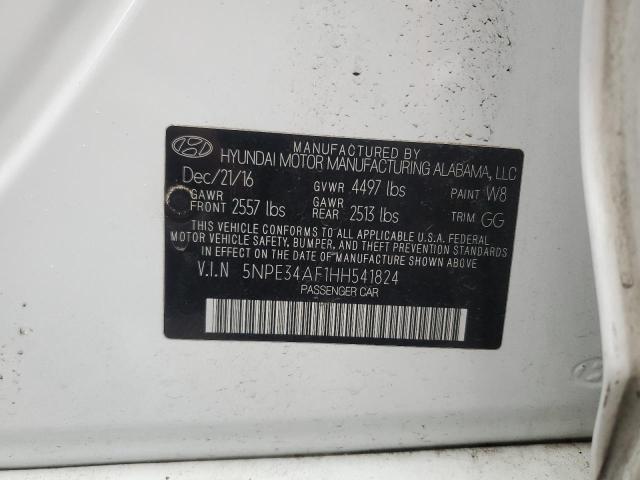 MANUFACTURED BY
HYUNDAI MOTOR MANUFACTURING ALABAMA, LLC
Dec/21/16 GVWR 4497 lbs PAINT W8
GAWR FRONT 2557 lbs GAWR REAR 2513 lbs TRIM GG
THIS VEHICLE CONFORMS TO ALL APPLICABLE U.S.A. FEDERAL
MOTOR VEHICLE SAFETY, BUMPER, AND THEFT PREVENTION STANDARDS
IN EFFECT ON THE DATE OF MANUFACTURE SHOWN ABOVE.
V.I.N 5NPE34AF1HH541824
PASSENGER CAR